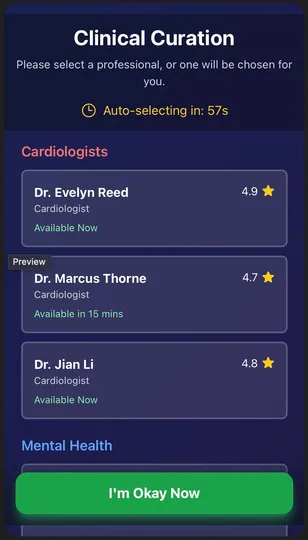 Clinical Curation
Please select a professional, or one will be chosen for
you.
Auto-selecting in: 57s
Cardiologists
Dr. Evelyn Reed
4.9
Cardiologist
Available Now
Preview
Dr. Marcus Thorne
4.7
Cardiologist
Available in 15 mins
Dr. Jian Li
4.8
Cardiologist
Available Now
Mental Health
I'm Okay Now